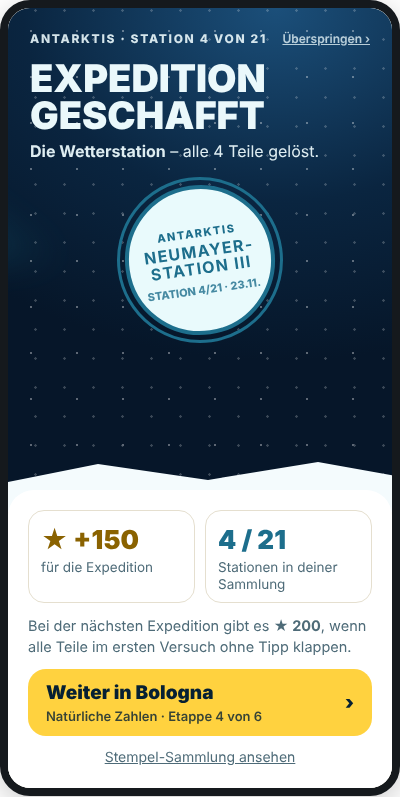 ANTARKTIS · STATION 4 VON 21 Überspringen ›
EXPEDITION
GESCHAFFT
Die Wetterstation – alle 4 Teile gelöst.
ANTARKTIS
NEUMAYER-
STATION III
STATION 4/21 · 23.11.
★ +150
für die Expedition
4 / 21
Stationen in deiner
Sammlung
Bei der nächsten Expedition gibt es ★ 200, wenn
alle Teile im ersten Versuch ohne Tipp klappen.
Weiter in Bologna
Natürliche Zahlen · Etappe 4 von 6
›
Stempel-Sammlung ansehen